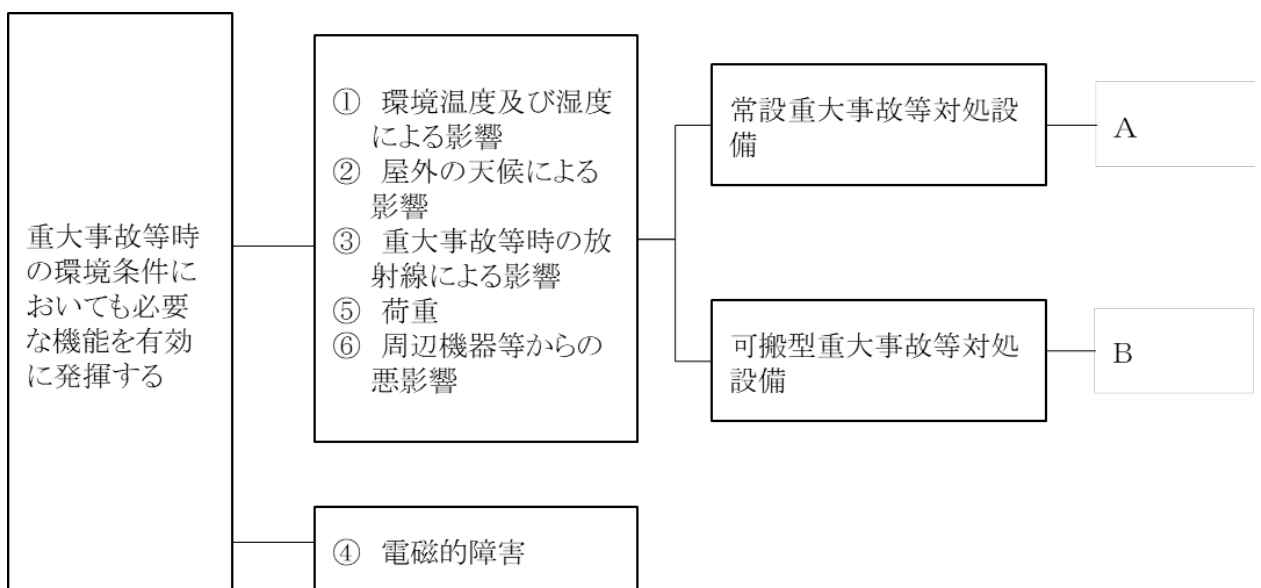 重大事故等時
の環境条件に
おいても必要
な機能を有効
に発揮する
① 環境温度及び湿度
による影響
② 屋外の天候による
影響
③ 重大事故等時の放
射線による影響
⑤ 荷重
⑥ 周辺機器等からの
悪影響
④ 電磁的障害
常設重大事故等対処設
備
A
可搬型重大事故等対処
設備
B